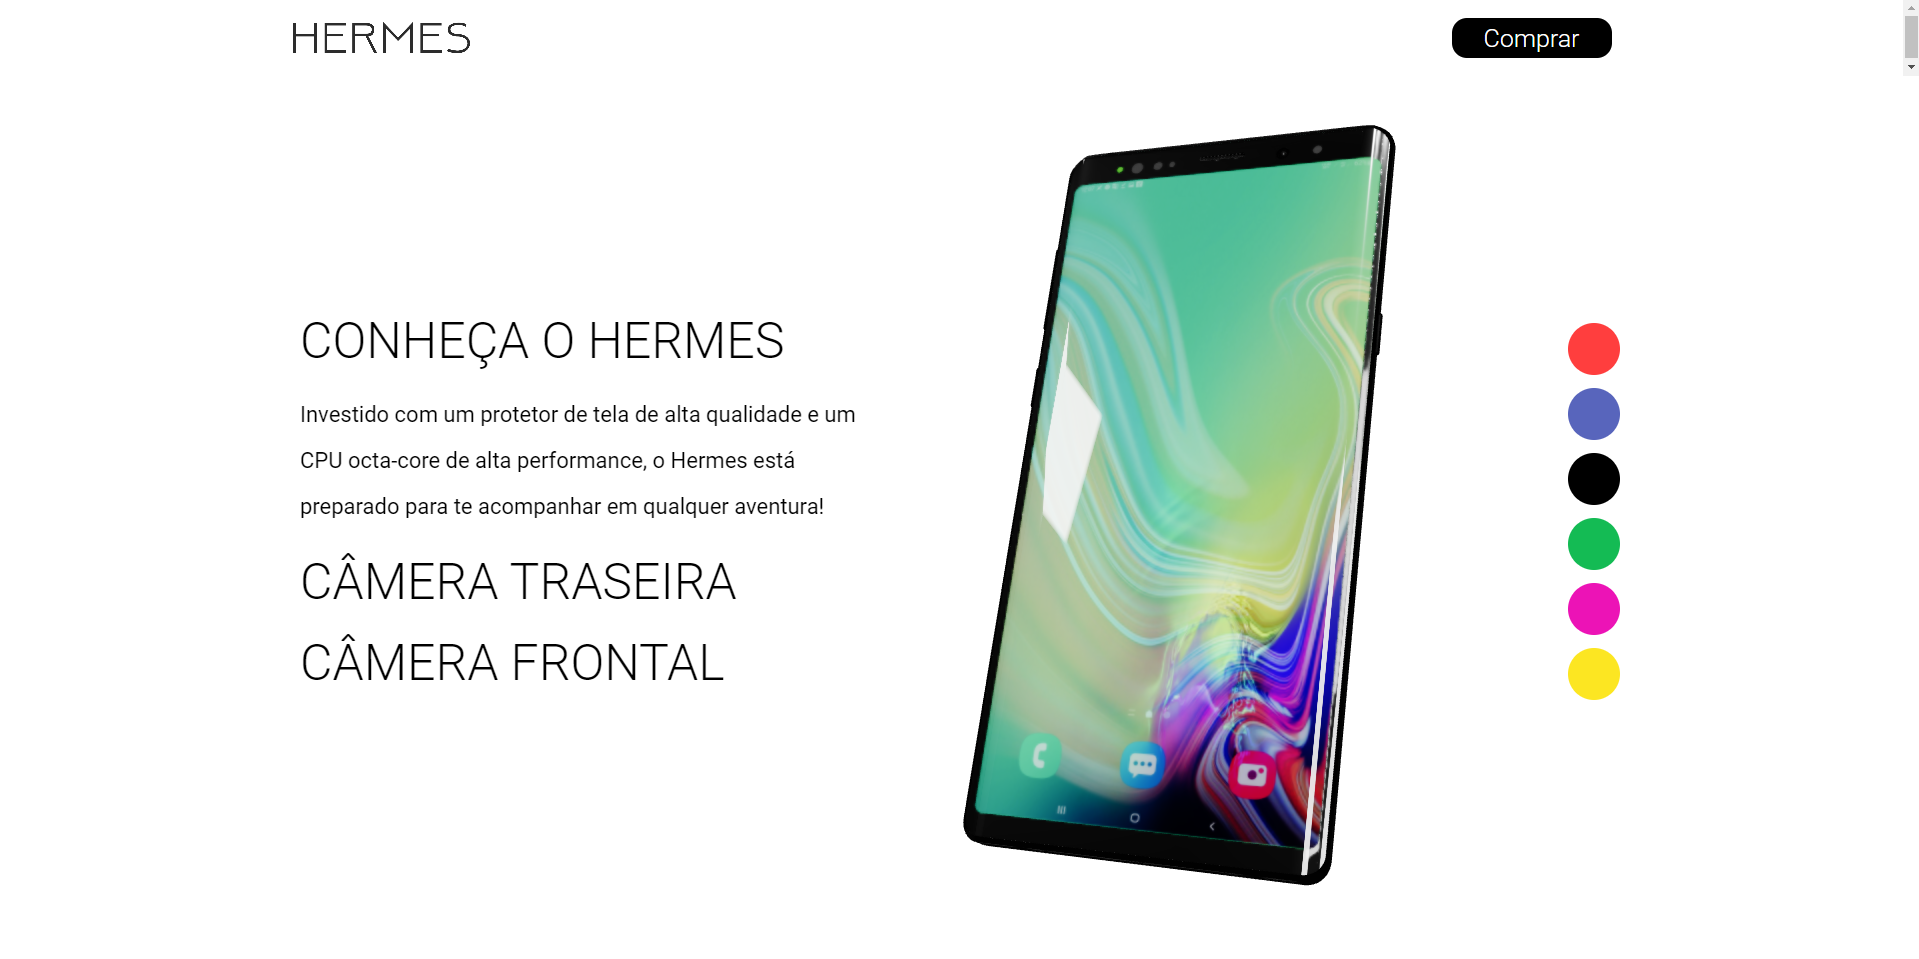 HERMES
Comprar
CONHEÇA O HERMES
Investido com um protetor de tela de alta qualidade e um
CPU octa-core de alta performance, o Hermes está
preparado para te acompanhar em qualquer aventura!
CÂMERA TRASEIRA
CÂMERA FRONTAL